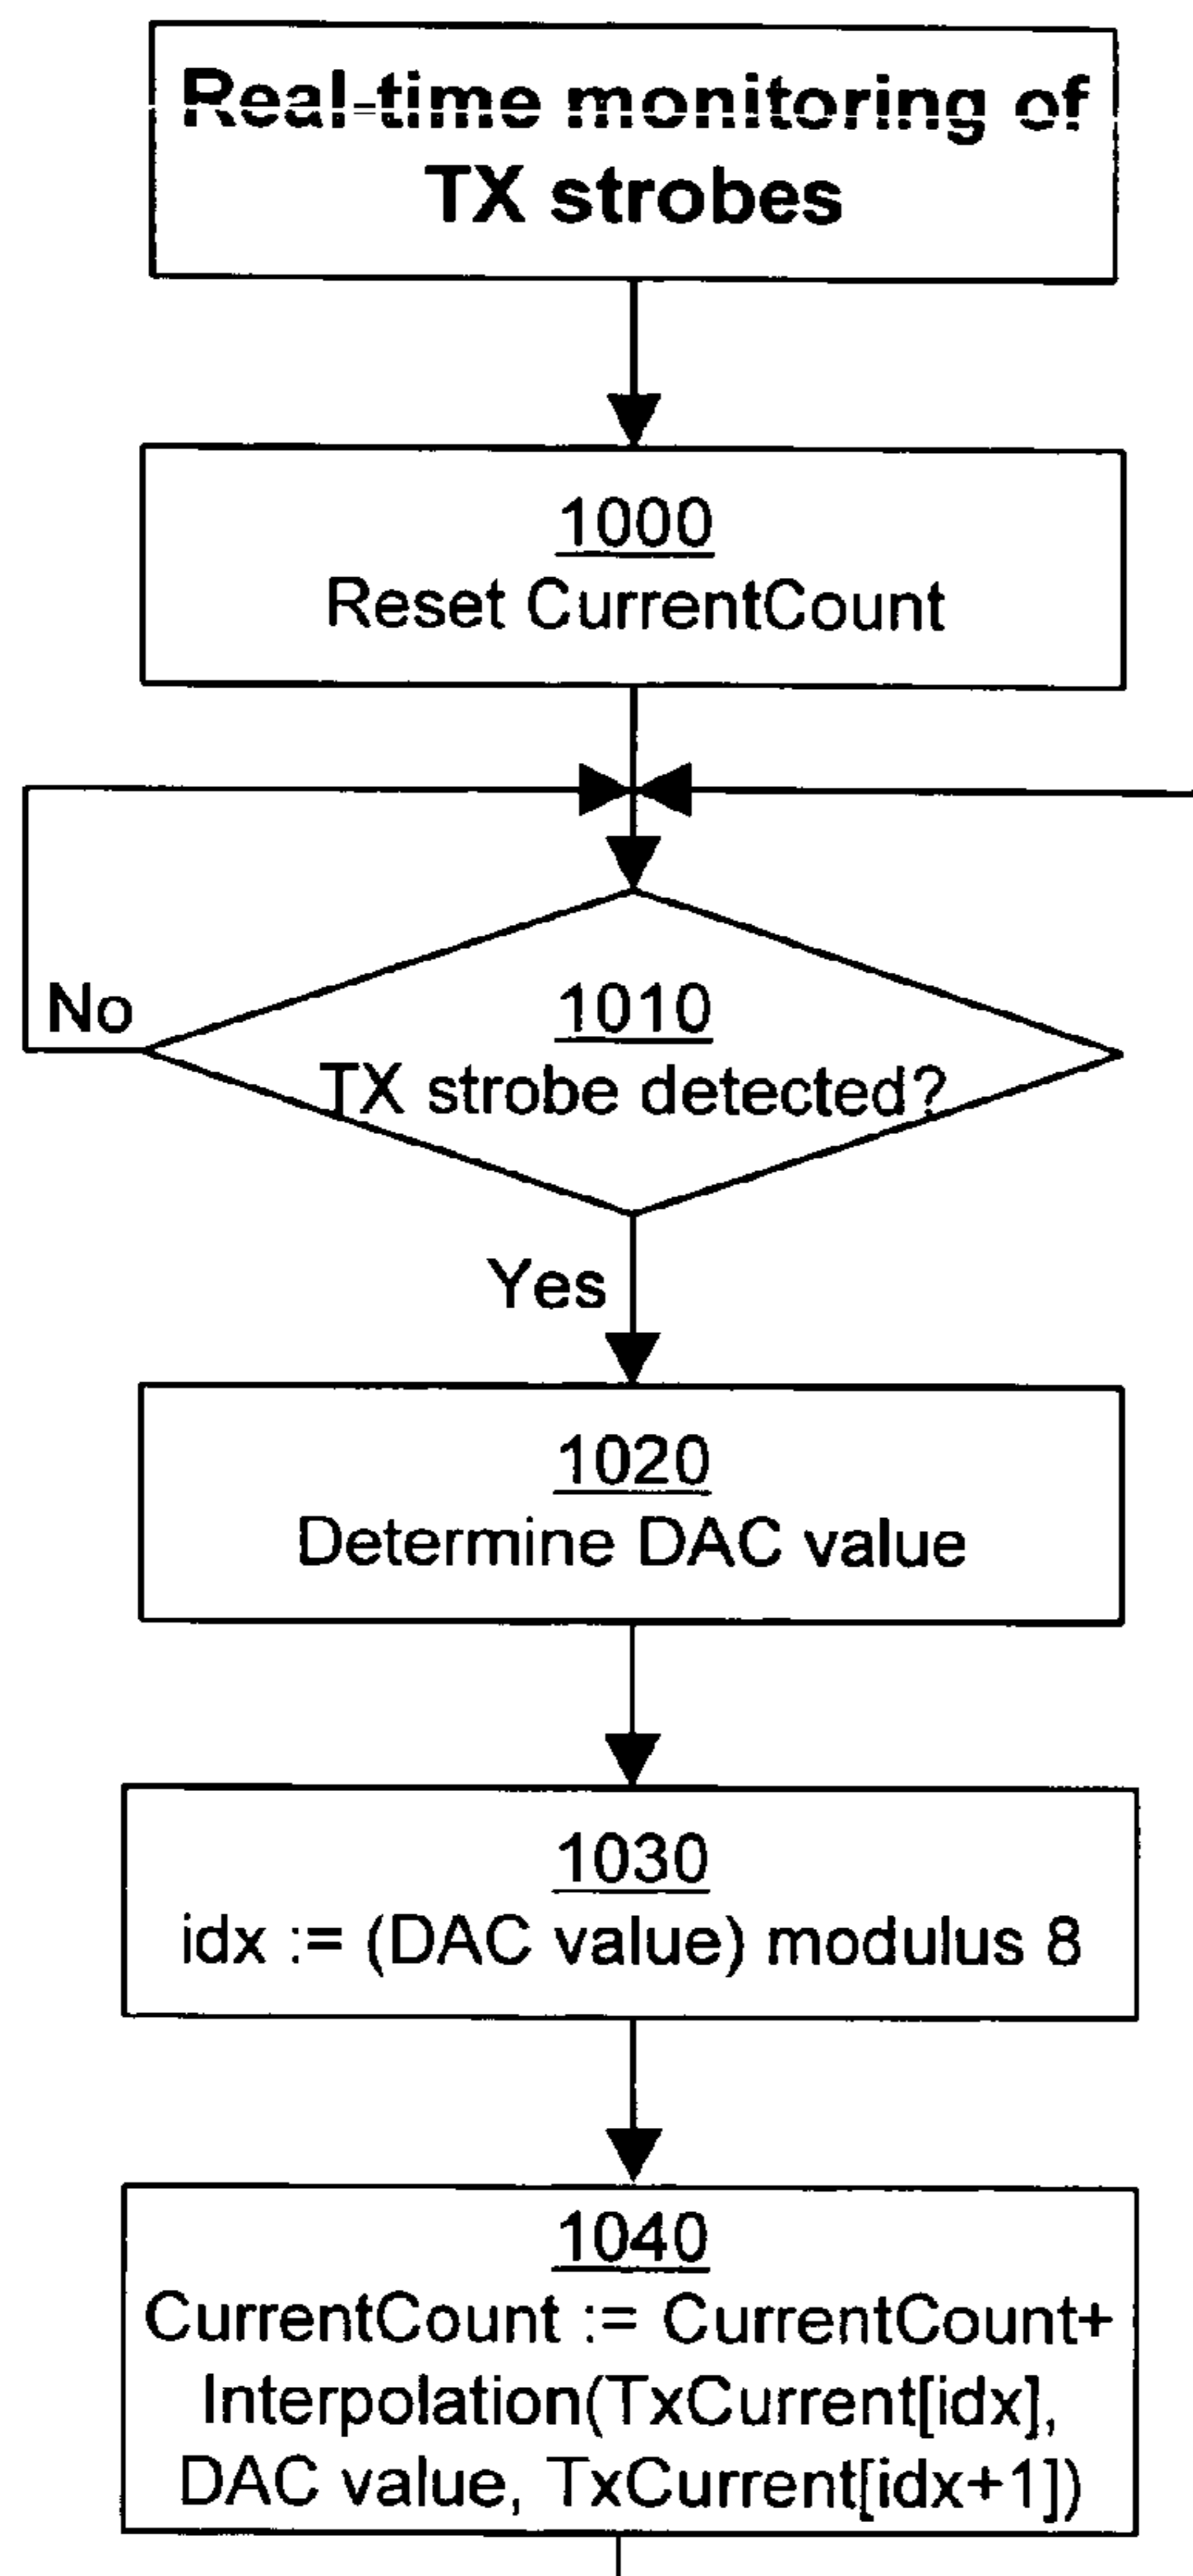 Real-time monitoring of
TX strobes
1000
Reset CurrentCount
No
1010
TX strobe detected?
Yes
1020
Determine DAC value
1030
idx := (DAC value) modulus 8
1040
CurrentCount := CurrentCount+
Interpolation(TxCurrent[idx],
DAC value, TxCurrent[idx+1])